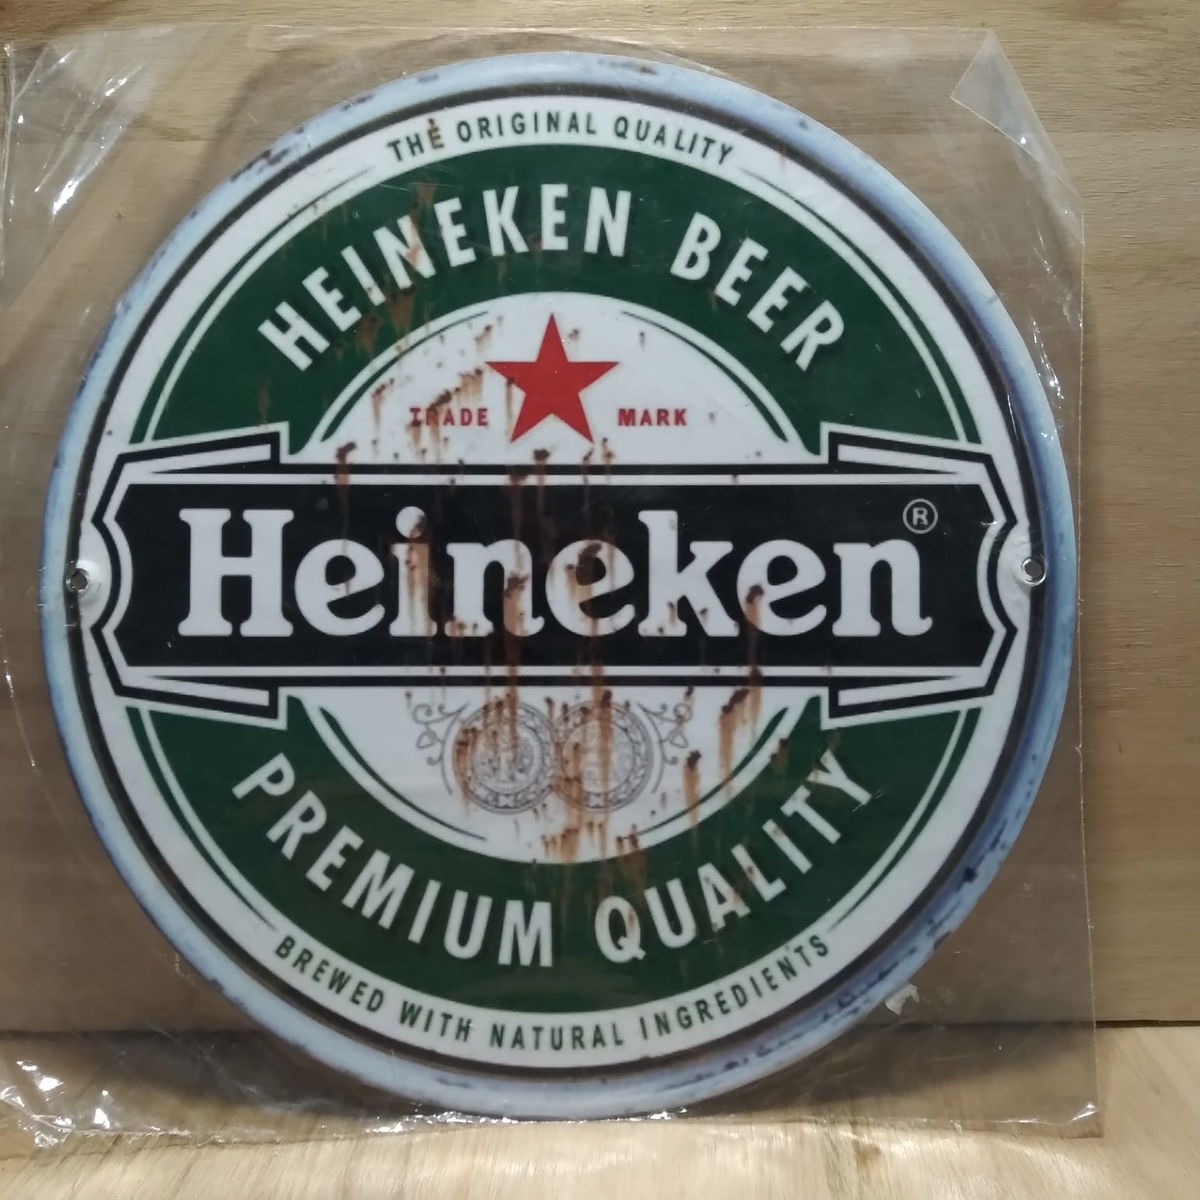 THE ORIGINAL QUALITY
HEINEKEN BEER
TRADE MARK
Heineken ®
PREMIUM QUALITY
BREWED WITH NATURAL INGREDIENTS